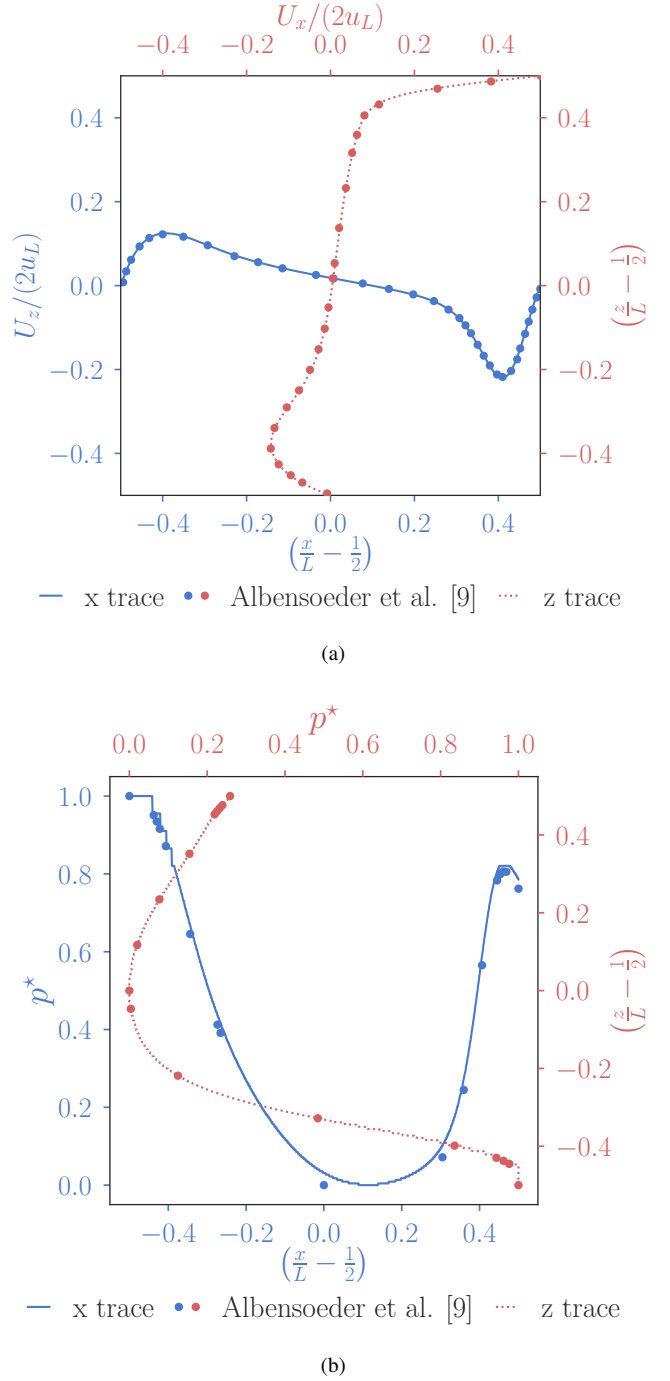 U_x/(2u_L)
−0.4 −0.2 0.0 0.2 0.4
0.4
0.2
0.0
−0.2
−0.4
U_z/(2u_L)
0.4
0.2
0.0
−0.2
−0.4
(z/L − 1/2)
−0.4 −0.2 0.0 0.2 0.4
(x/L − 1/2)
x trace Albensoeder et al. [9] z trace
(a)
p⋆
0.0 0.2 0.4 0.6 0.8 1.0
1.0
0.8
0.6
0.4
0.2
0.0
p⋆
0.4
0.2
0.0
−0.2
−0.4
(z/L − 1/2)
−0.4 −0.2 0.0 0.2 0.4
(x/L − 1/2)
x trace Albensoeder et al. [9] z trace
(b)